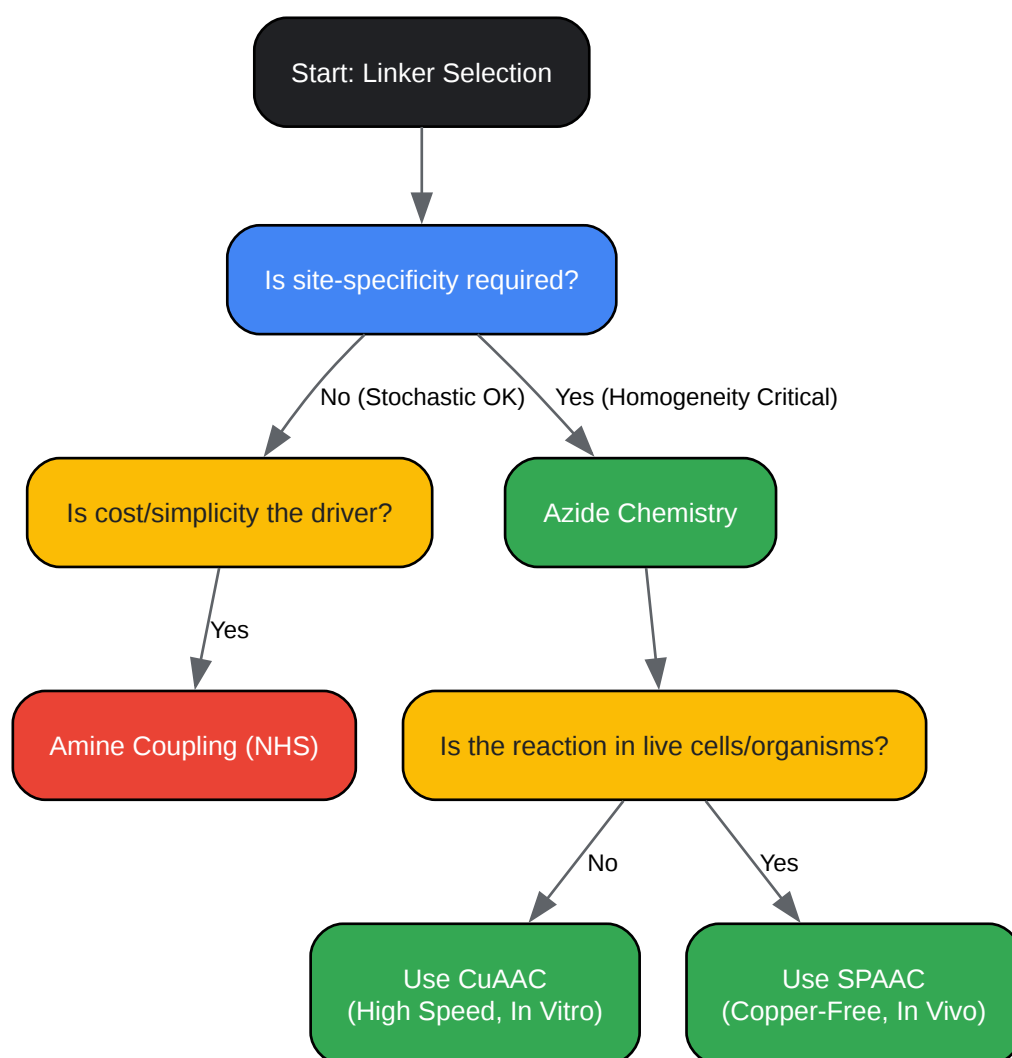 Start: Linker Selection
Is site-specificity required?
No (Stochastic OK)
Yes (Homogeneity Critical)
Is cost/simplicity the driver?
Azide Chemistry
Yes
Amine Coupling (NHS)
Is the reaction in live cells/organisms?
No
Yes
Use CuAAC
(High Speed, In Vitro)
Use SPAAC
(Copper-Free, In Vivo)